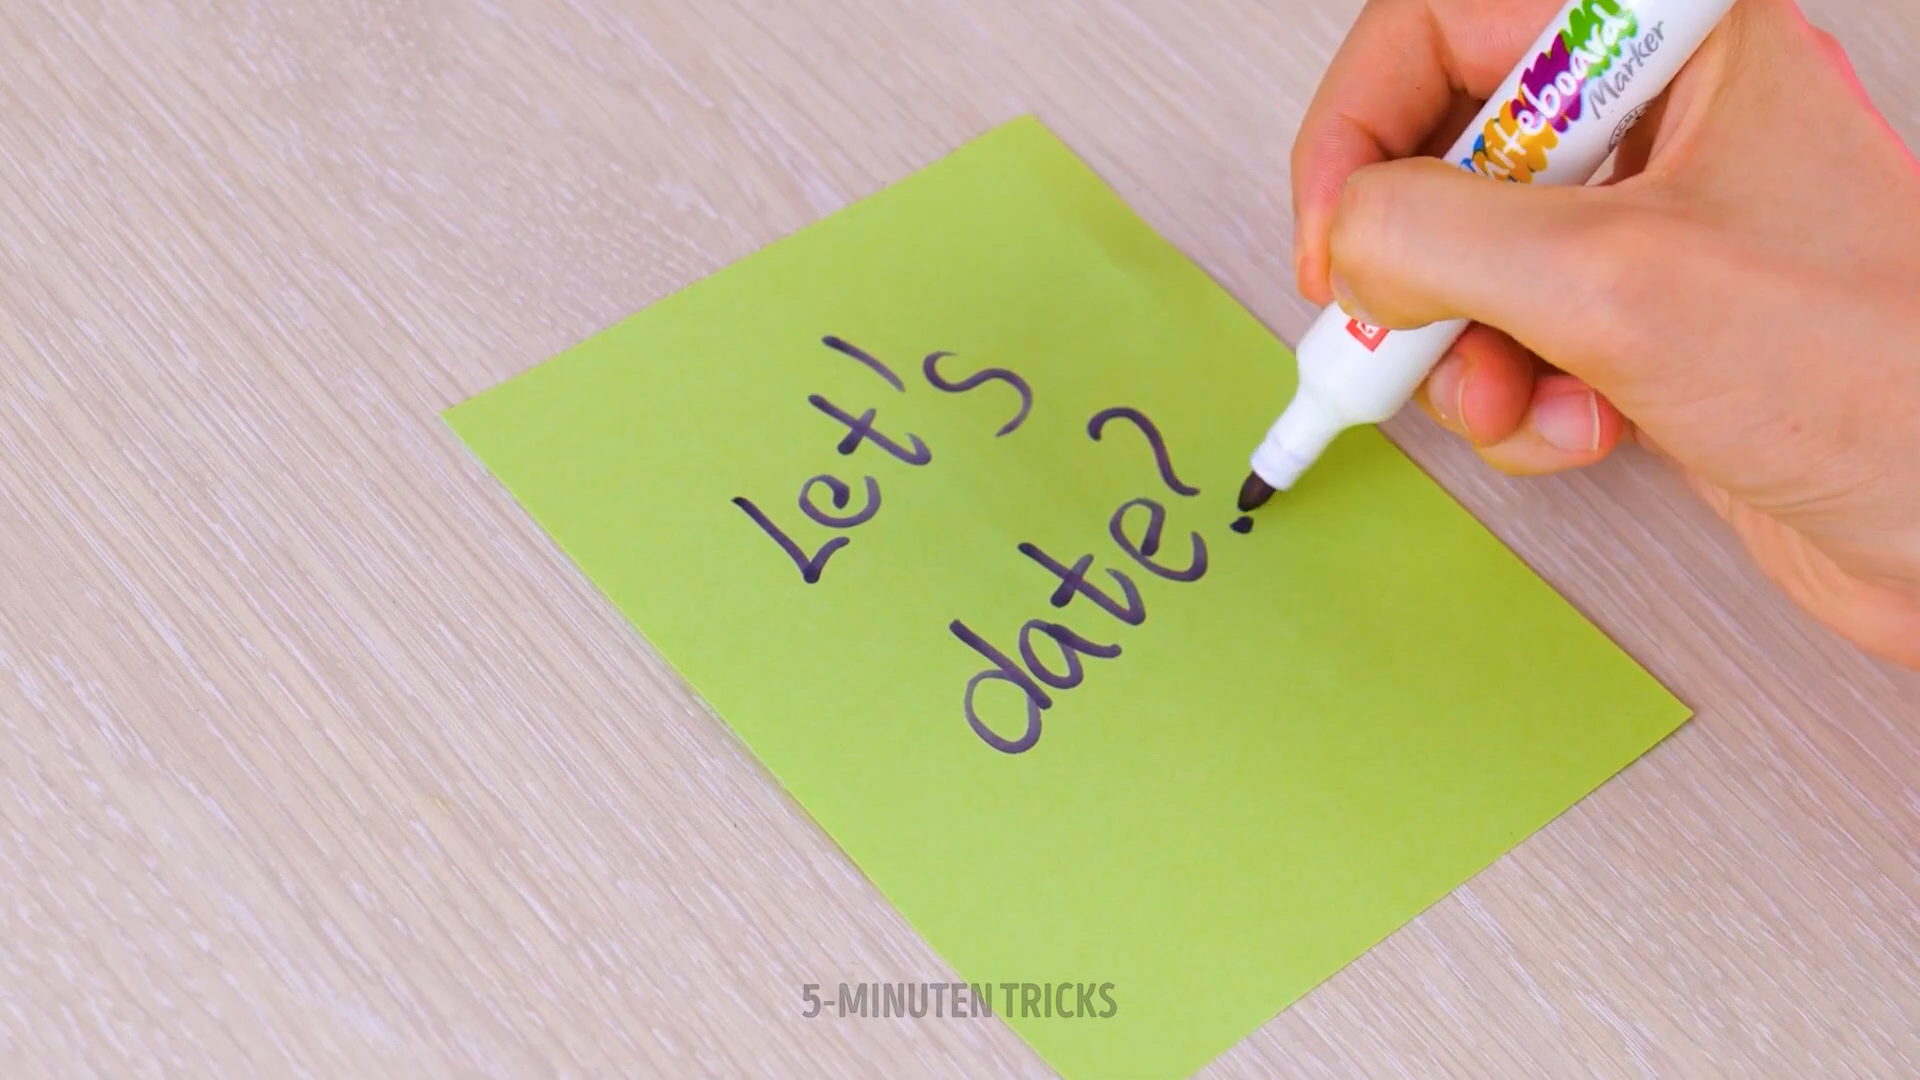 Let's
date?
Whiteboard
Marker
5-MINUTEN TRICKS